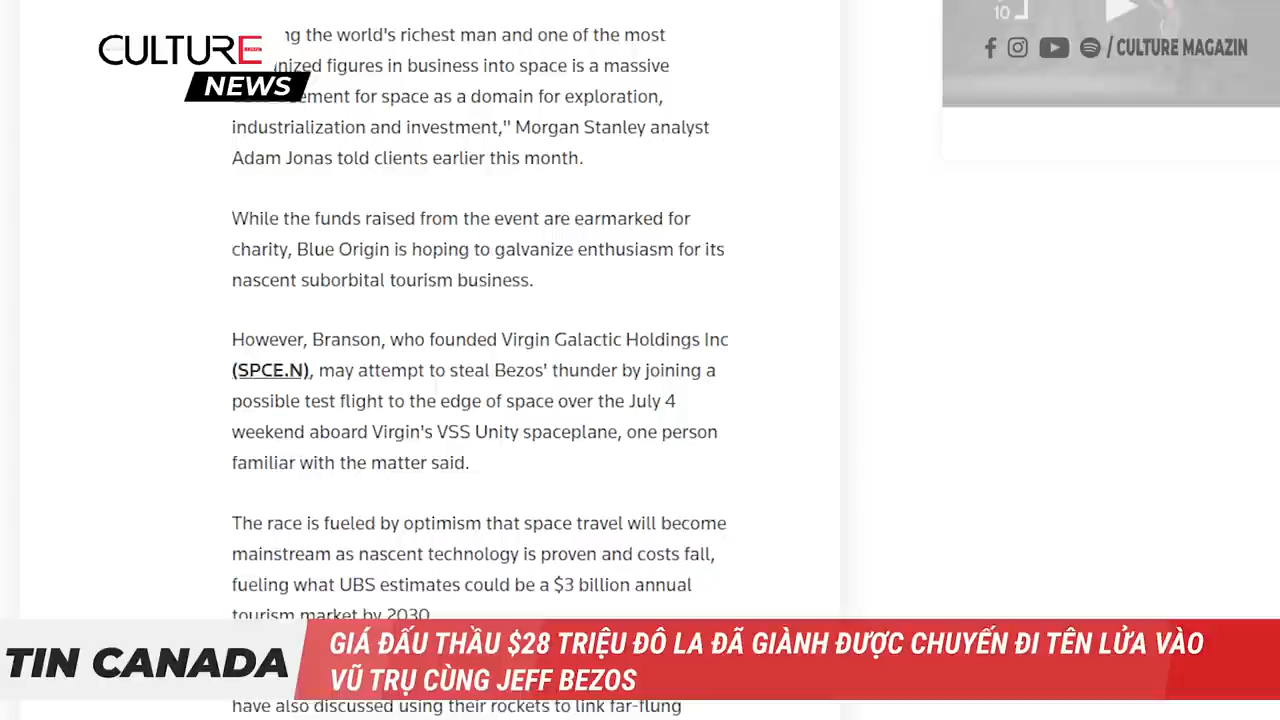 CULTURE
NEWS
ng the world's richest man and one of the most
nized figures in business into space is a massive
ement for space as a domain for exploration,
industrialization and investment," Morgan Stanley analyst
Adam Jonas told clients earlier this month.
10
/ CULTURE MAGAZIN
While the funds raised from the event are earmarked for
charity, Blue Origin is hoping to galvanize enthusiasm for its
nascent suborbital tourism business.
However, Branson, who founded Virgin Galactic Holdings Inc
(SPCE.N), may attempt to steal Bezos' thunder by joining a
possible test flight to the edge of space over the July 4
weekend aboard Virgin's VSS Unity spaceplane, one person
familiar with the matter said.
The race is fueled by optimism that space travel will become
mainstream as nascent technology is proven and costs fall,
fueling what UBS estimates could be a $3 billion annual
tourism market by 2030
TIN CANADA
GIÁ ĐẤU THẦU $28 TRIỆU ĐÔ LA ĐÃ GIÀNH ĐƯỢC CHUYẾN ĐI TÊN LỬA VÀO
VŨ TRỤ CÙNG JEFF BEZOS
have also discussed using their rockets to link far-flung